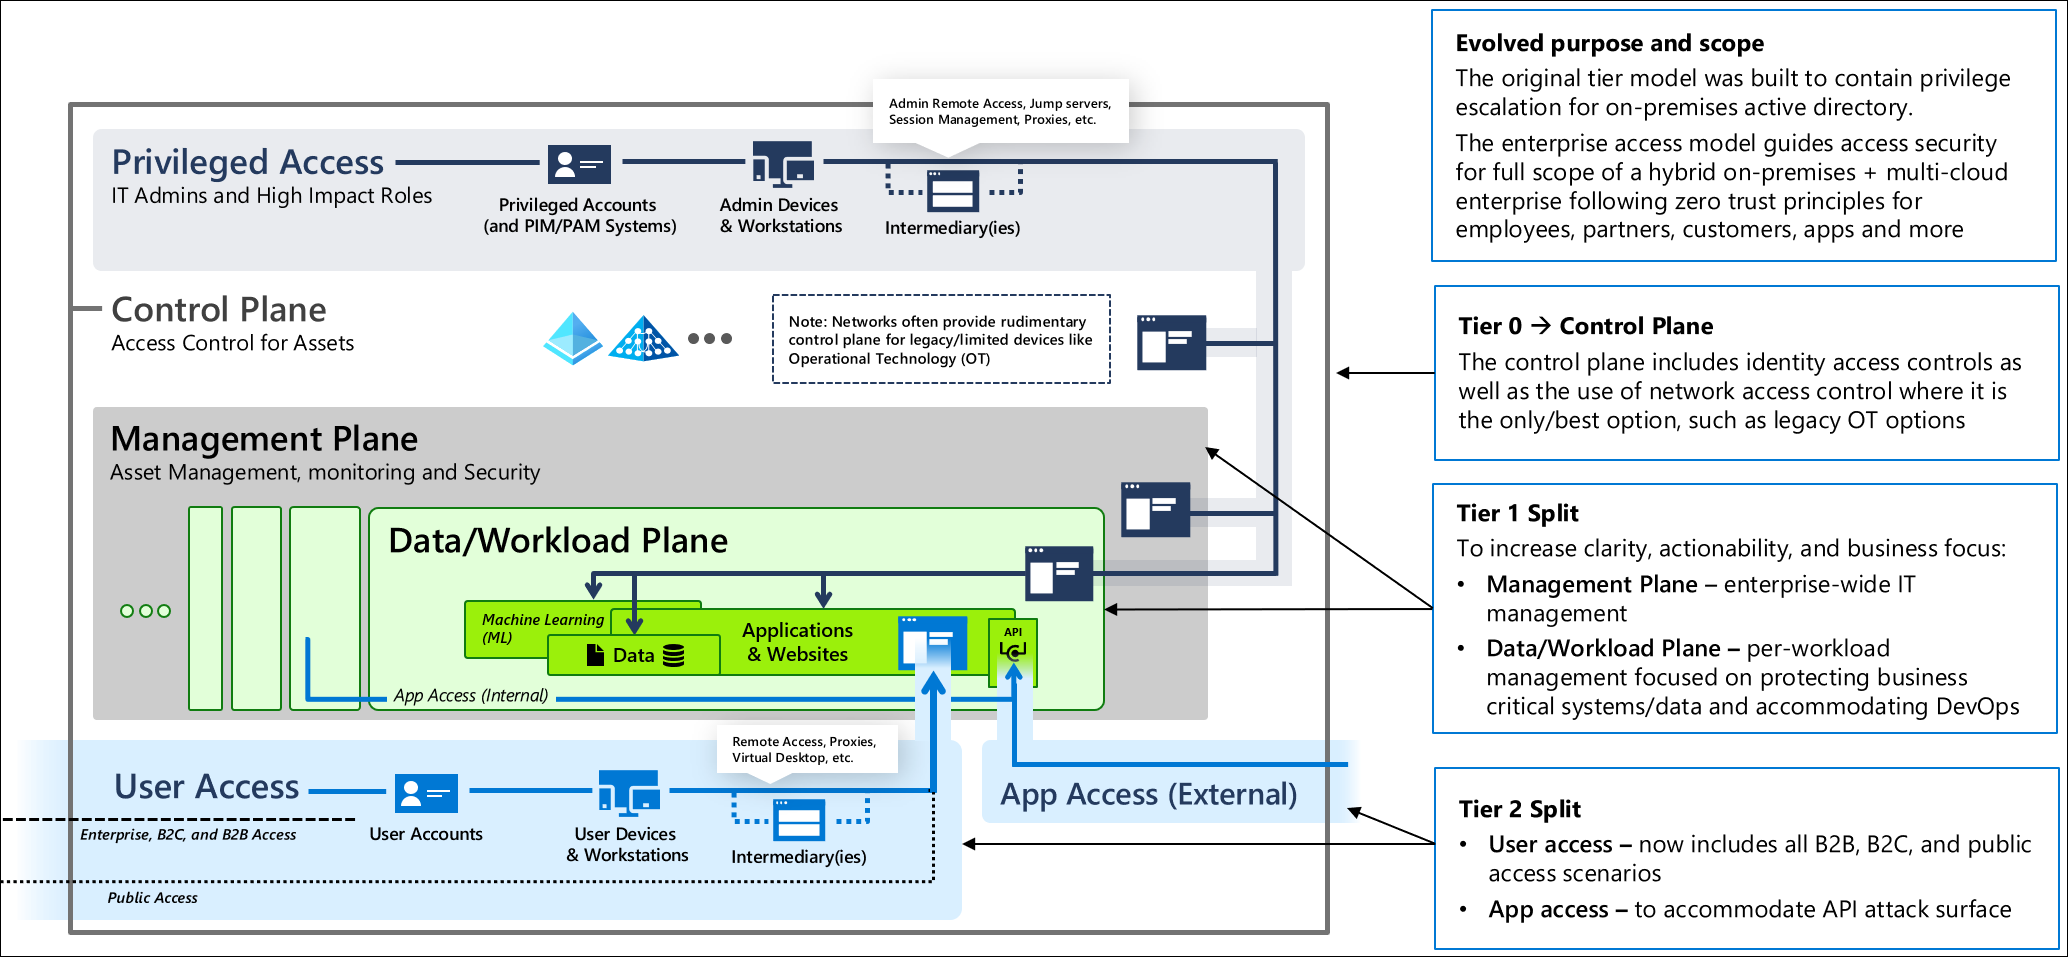 Admin Remote Access, Jump servers,
Session Management, Proxies, etc.
Privileged Access
IT Admins and High Impact Roles
Privileged Accounts
(and PIM/PAM Systems)
Admin Devices
& Workstations
Intermediary(ies)
Control Plane
Access Control for Assets
Note: Networks often provide rudimentary
control plane for legacy/limited devices like
Operational Technology (OT)
Management Plane
Asset Management, monitoring and Security
Data/Workload Plane
Machine Learning
(ML)
Data
Applications
& Websites
API
App Access (Internal)
Remote Access, Proxies,
Virtual Desktop, etc.
User Access
Enterprise, B2C, and B2B Access
User Accounts
User Devices
& Workstations
Intermediary(ies)
Public Access
App Access (External)
Evolved purpose and scope
The original tier model was built to contain privilege
escalation for on-premises active directory.
The enterprise access model guides access security
for full scope of a hybrid on-premises + multi-cloud
enterprise following zero trust principles for
employees, partners, customers, apps and more
Tier 0 → Control Plane
The control plane includes identity access controls as
well as the use of network access control where it is
the only/best option, such as legacy OT options
Tier 1 Split
To increase clarity, actionability, and business focus:
• Management Plane – enterprise-wide IT
management
• Data/Workload Plane – per-workload
management focused on protecting business
critical systems/data and accommodating DevOps
Tier 2 Split
• User access – now includes all B2B, B2C, and public
access scenarios
• App access – to accommodate API attack surface